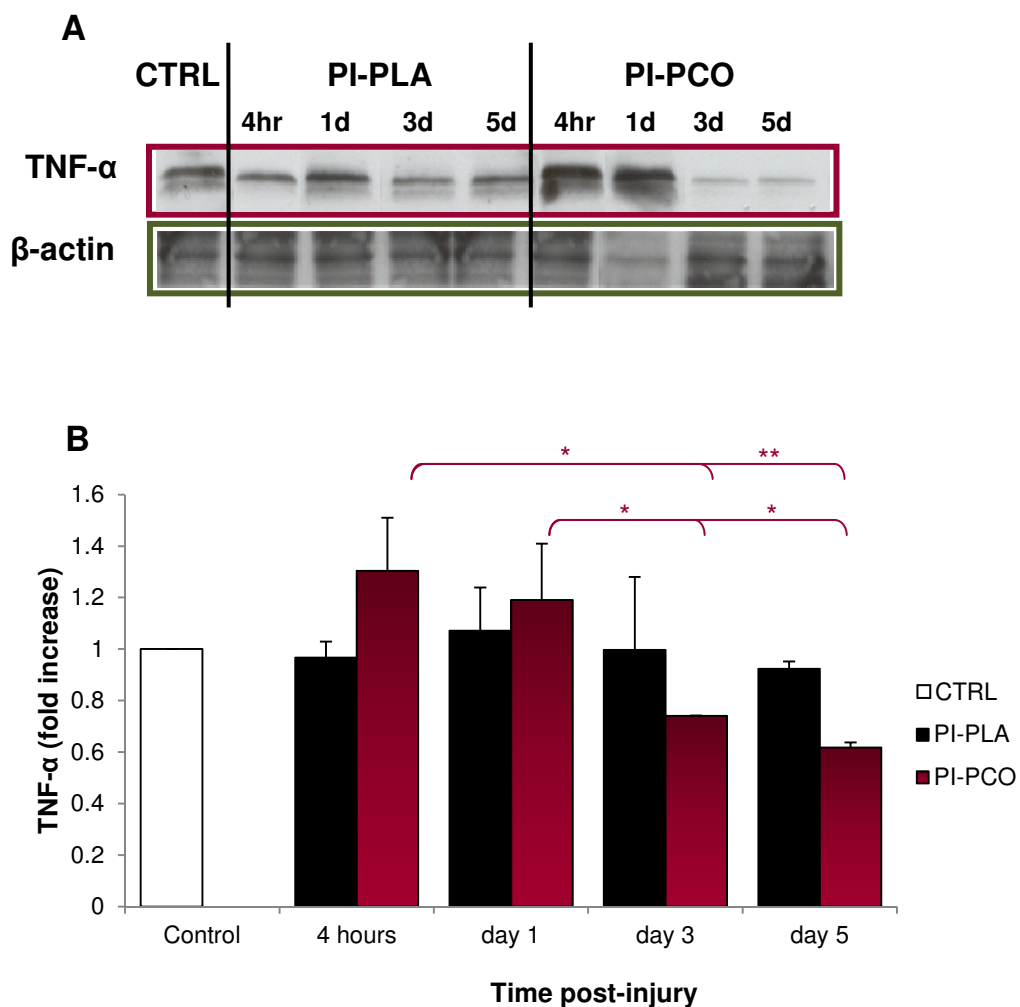 A
CTRL PI-PLA PI-PCO
4hr 1d 3d 5d 4hr 1d 3d 5d
TNF-α
β-actin
B
* **
* *
1.6
1.4
1.2
1
0.8
0.6
0.4
0.2
0
TNF-α (fold increase)
CTRL
PI-PLA
PI-PCO
Control 4 hours day 1 day 3 day 5
Time post-injury